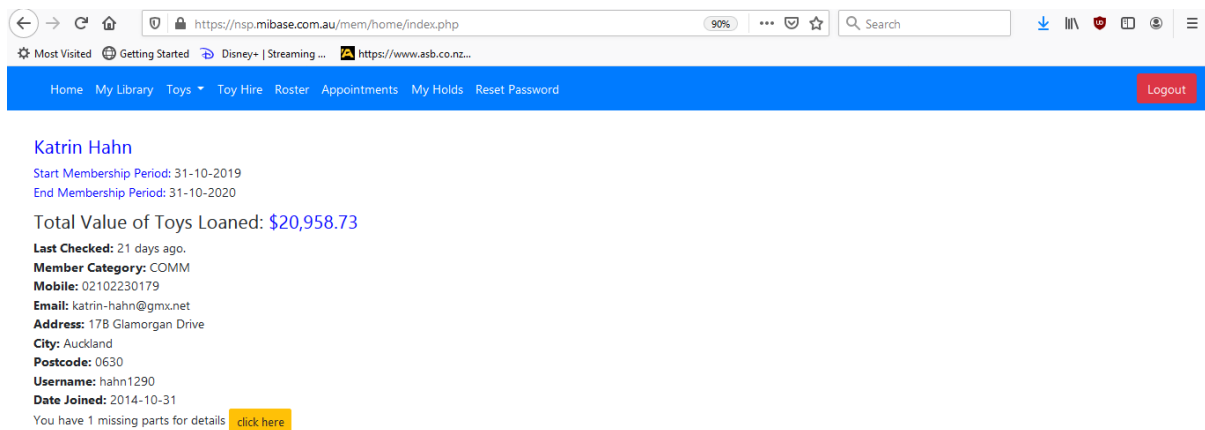 https://nsp.mibase.com.au/mem/home/index.php 90% Search
Most Visited Getting Started Disney+ | Streaming ... https://www.asb.co.nz...
Home My Library Toys Toy Hire Roster Appointments My Holds Reset Password Logout
Katrin Hahn
Start Membership Period: 31-10-2019
End Membership Period: 31-10-2020
Total Value of Toys Loaned: $20,958.73
Last Checked: 21 days ago.
Member Category: COMM
Mobile: 02102230179
Email: katrin-hahn@gmx.net
Address: 17B Glamorgan Drive
City: Auckland
Postcode: 0630
Username: hahn1290
Date Joined: 2014-10-31
You have 1 missing parts for details click here